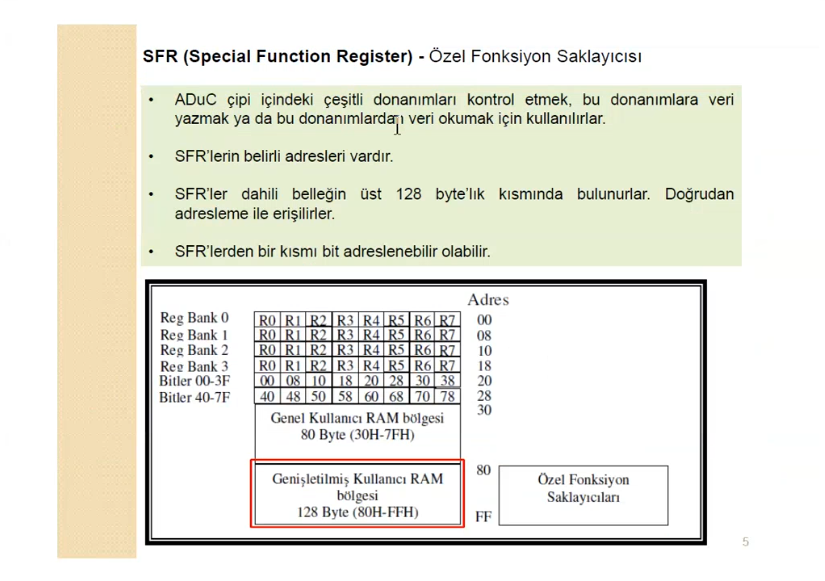 SFR (Special Function Register) - Özel Fonksiyon Saklayıcısı
• ADuC çipi içindeki çeşitli donanımları kontrol etmek, bu donanımlara veri
yazmak ya da bu donanımlardan veri okumak için kullanılırlar.
• SFR'lerin belirli adresleri vardır.
• SFR'ler dahili belleğin üst 128 byte'lık kısmında bulunurlar. Doğrudan
adresleme ile erişilirler.
• SFR'lerden bir kısmı bit adreslenebilir olabilir.
Adres
Reg Bank 0 R0 R1 R2 R3 R4 R5 R6 R7 00
Reg Bank 1 R0 R1 R2 R3 R4 R5 R6 R7 08
Reg Bank 2 R0 R1 R2 R3 R4 R5 R6 R7 10
Reg Bank 3 R0 R1 R2 R3 R4 R5 R6 R7 18
Bitler 00-3F 00 08 10 18 20 28 30 38 20
Bitler 40-7F 40 48 50 58 60 68 70 78 28
30
Genel Kullanıcı RAM bölgesi
80 Byte (30H-7FH)
Genişletilmiş Kullanıcı RAM
bölgesi
128 Byte (80H-FFH)
80
FF
Özel Fonksiyon
Saklayıcıları
5